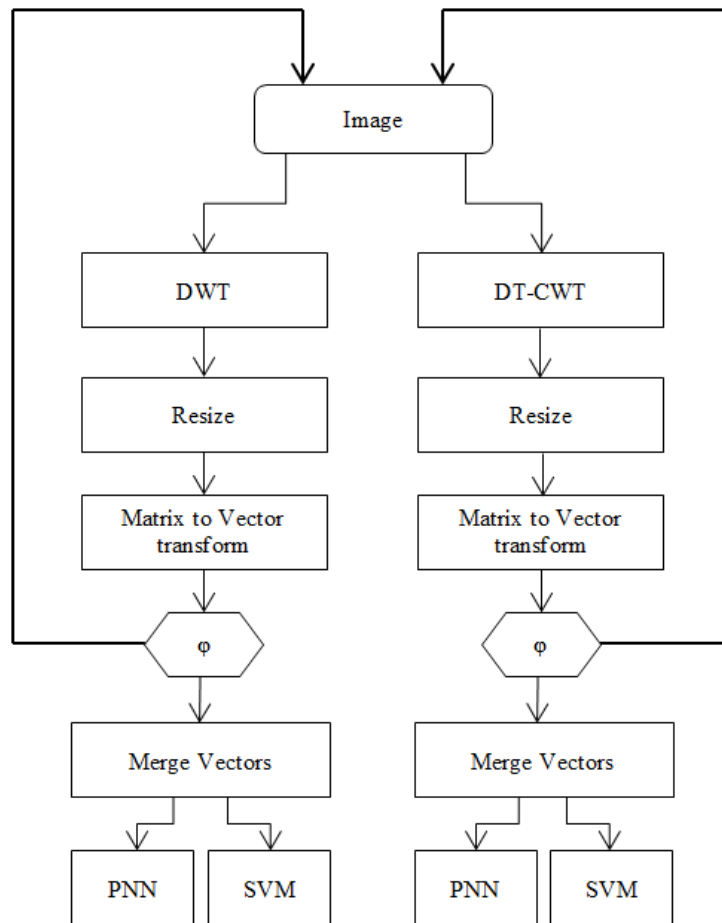 Image
DWT
DT-CWT
Resize
Resize
Matrix to Vector
transform
Matrix to Vector
transform
φ
φ
Merge Vectors
Merge Vectors
PNN
SVM
PNN
SVM